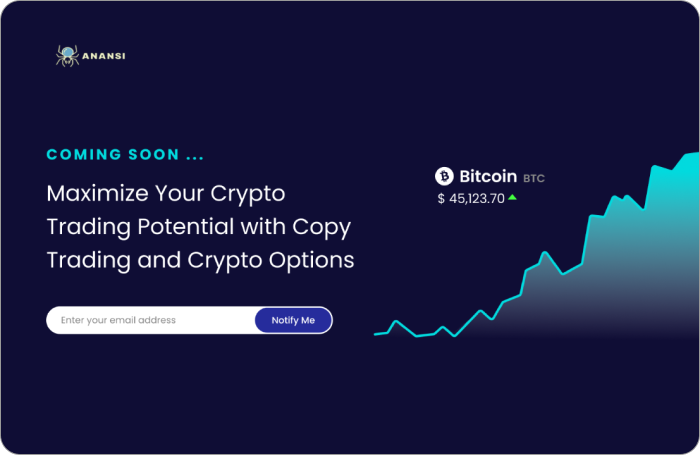 ANANSI
COMING SOON ...
Maximize Your Crypto
Trading Potential with Copy
Trading and Crypto Options
Enter your email address
Notify Me
Bitcoin BTC
$ 45,123.70